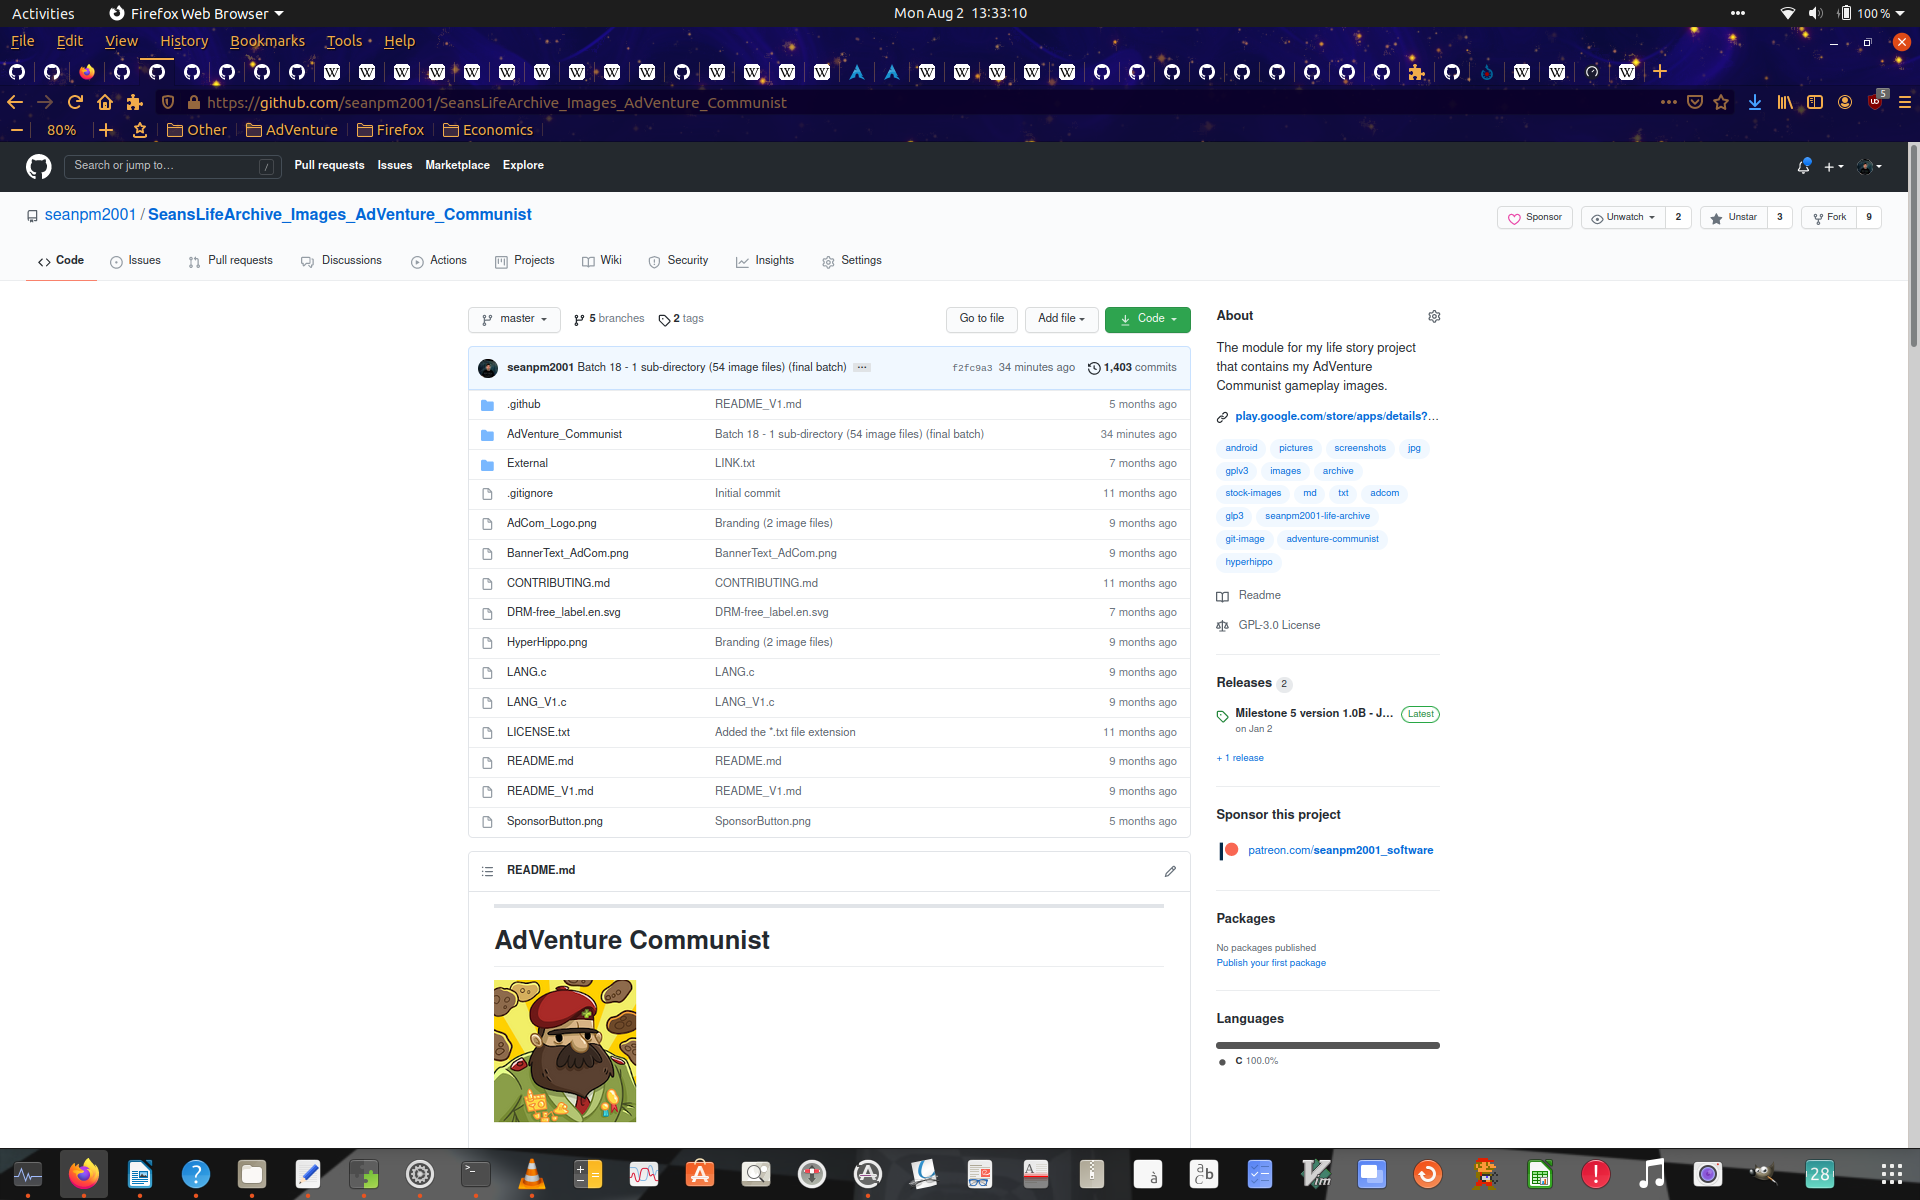 Activities Firefox Web Browser Mon Aug 2 13:33:10 100 %
File Edit View History Bookmarks Tools Help
https://github.com/seanpm2001/SeansLifeArchive_Images_AdVenture_Communist 5
80% Other AdVenture Firefox Economics
Search or jump to... / Pull requests Issues Marketplace Explore
seanpm2001 / SeansLifeArchive_Images_AdVenture_Communist Sponsor Unwatch 2 Unstar 3 Fork 9
Code Issues Pull requests Discussions Actions Projects Wiki Security Insights Settings
master 5 branches 2 tags Go to file Add file Code
seanpm2001 Batch 18 - 1 sub-directory (54 image files) (final batch) ... f2fc9a3 34 minutes ago 1,403 commits
.github README_V1.md 5 months ago
AdVenture_Communist Batch 18 - 1 sub-directory (54 image files) (final batch) 34 minutes ago
External LINK.txt 7 months ago
.gitignore Initial commit 11 months ago
AdCom_Logo.png Branding (2 image files) 9 months ago
BannerText_AdCom.png BannerText_AdCom.png 9 months ago
CONTRIBUTING.md CONTRIBUTING.md 11 months ago
DRM-free_label.en.svg DRM-free_label.en.svg 7 months ago
HyperHippo.png Branding (2 image files) 9 months ago
LANG.c LANG.c 9 months ago
LANG_V1.c LANG_V1.c 9 months ago
LICENSE.txt Added the *.txt file extension 11 months ago
README.md README.md 9 months ago
README_V1.md README_V1.md 9 months ago
SponsorButton.png SponsorButton.png 5 months ago
README.md
AdVenture Communist
About
The module for my life story project
that contains my AdVenture
Communist gameplay images.
play.google.com/store/apps/details?...
android pictures screenshots jpg
gplv3 images archive
stock-images md txt adcom
glp3 seanpm2001-life-archive
git-image adventure-communist
hyperhippo
Readme
GPL-3.0 License
Releases 2
Milestone 5 version 1.0B - J... Latest
on Jan 2
+ 1 release
Sponsor this project
patreon.com/seanpm2001_software
Packages
No packages published
Publish your first package
Languages
C 100.0%
28